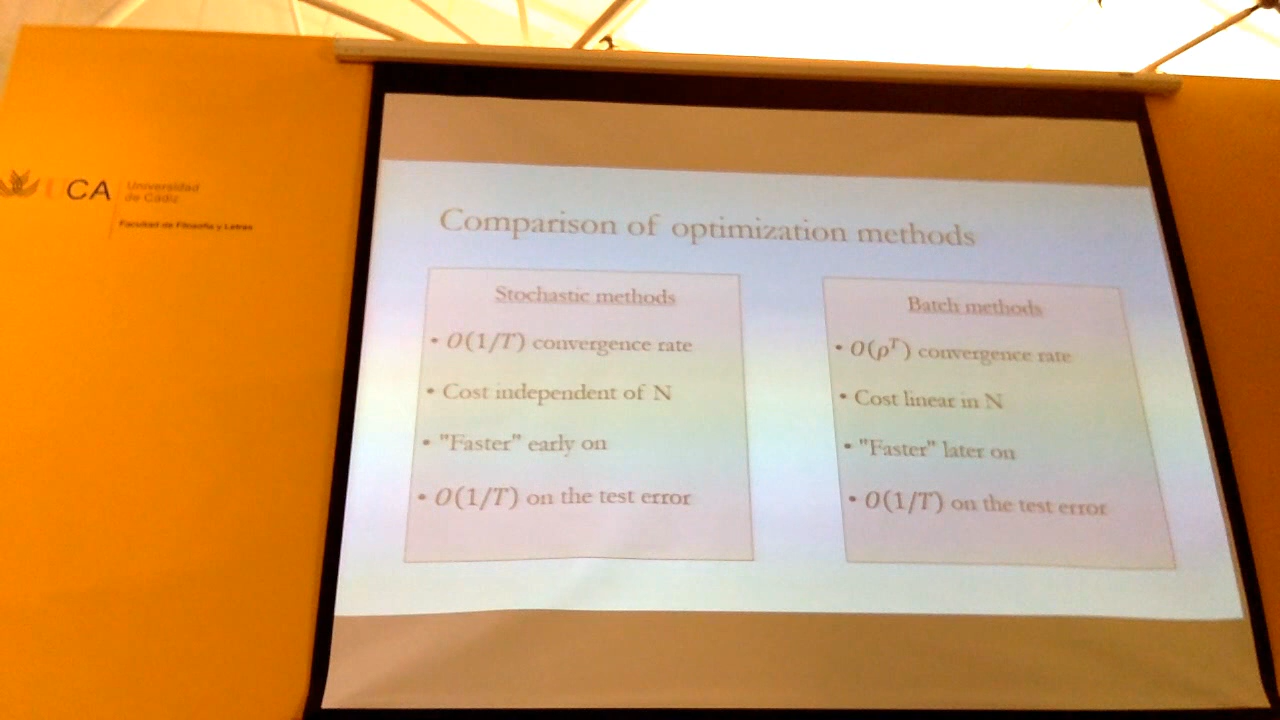 UCA
Universidad
de Cádiz
Facultad de Filosofía y Letras
Comparison of optimization methods
Stochastic methods
• O(1/T) convergence rate
• Cost independent of N
• "Faster" early on
• O(1/T) on the test error
Batch methods
• O(ρ^T) convergence rate
• Cost linear in N
• "Faster" later on
• O(1/T) on the test error